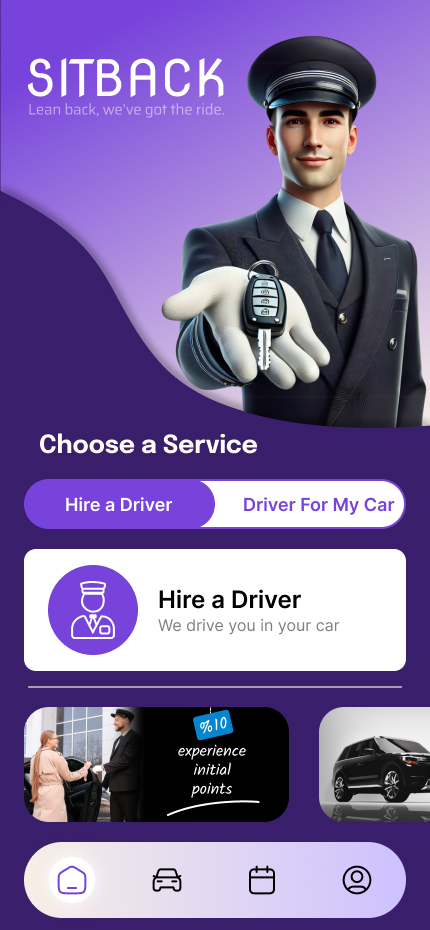 SITBACK
Lean back, we've got the ride.
Choose a Service
Hire a Driver
Driver For My Car
Hire a Driver
We drive you in your car
%10
experience
initial
points